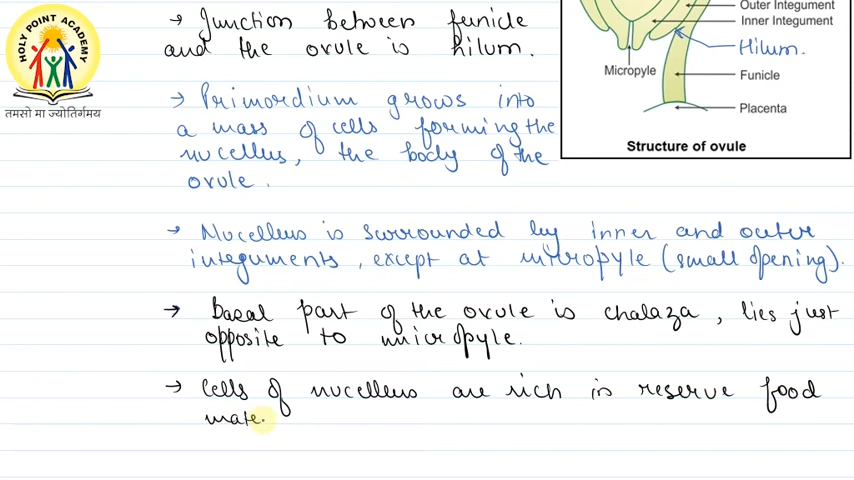 HOLY POINT ACADEMY
तमसो मा ज्योतिर्गमय
→ Junction between funicle
and the ovule is hilum.
→ Primordium grows into
a mass of cells forming the
nucellus, the body of the
ovule.
→ Nucellus is surrounded by inner and outer
integuments, except at micropyle (small opening).
→ Basal part of the ovule is chalaza, lies just
opposite to micropyle.
→ Cells of nucellus are rich in reserve food
mate
Outer Integument
Inner Integument
Hilum.
Micropyle
Funicle
Placenta
Structure of ovule